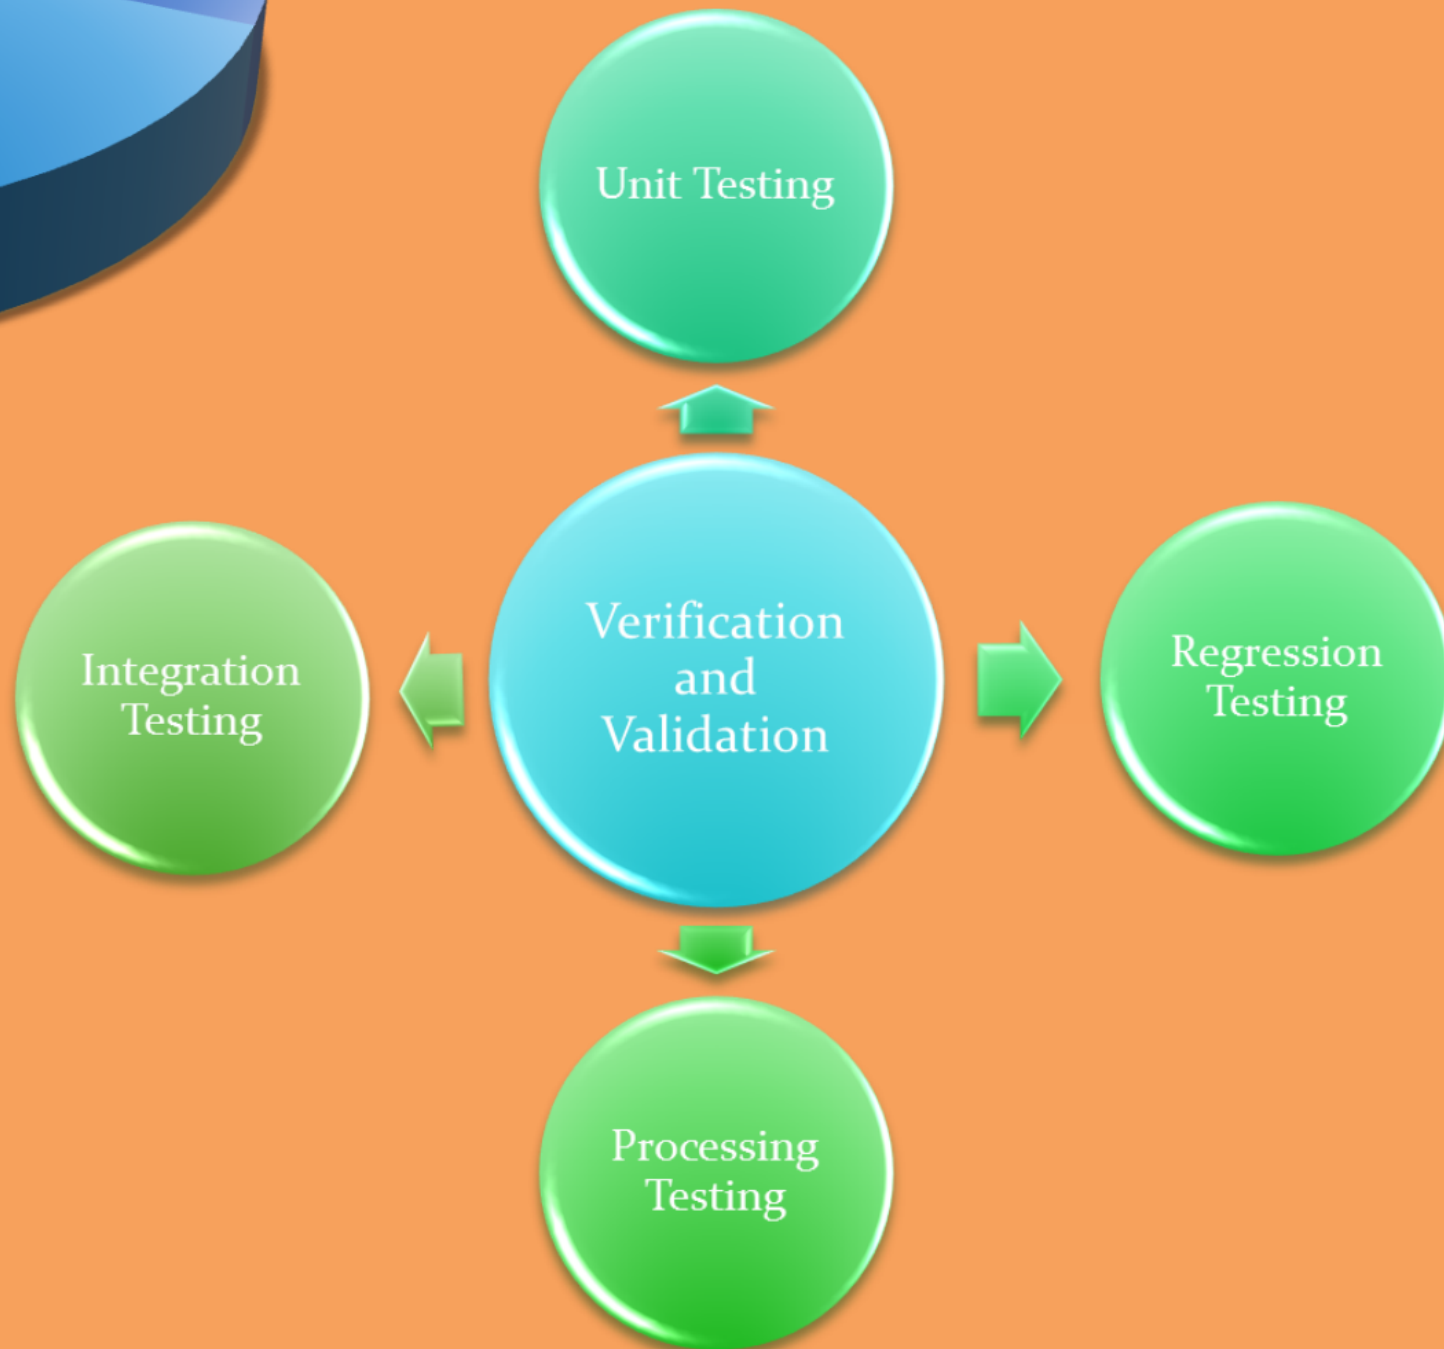 Unit Testing
Verification
and
Validation
Integration
Testing
Regression
Testing
Processing
Testing